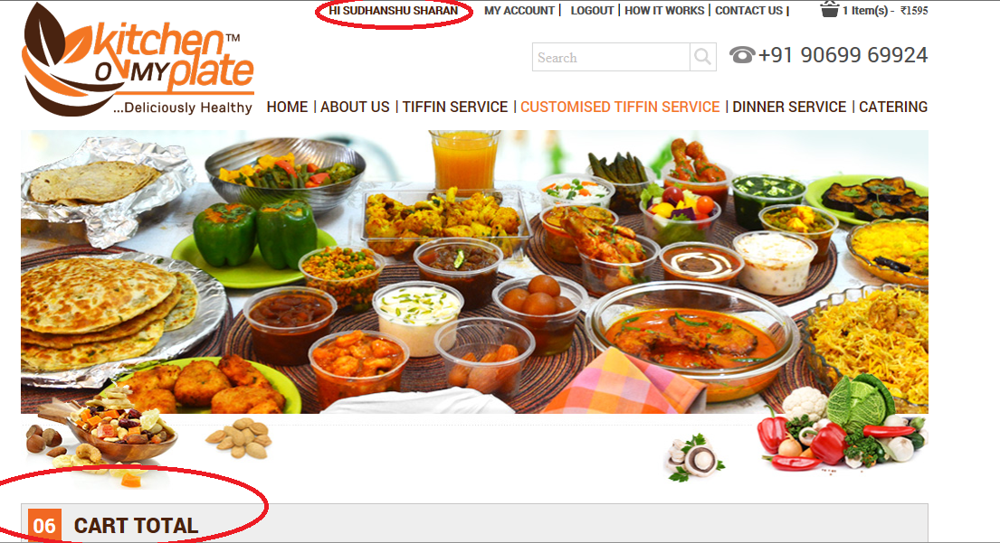 HI SUDHANSHU SHARAN MY ACCOUNT | LOGOUT | HOW IT WORKS | CONTACT US | 1 Item(s) - ₹1595
kitchen™
ON MY plate
...Deliciously Healthy
Search
+91 90699 69924
HOME | ABOUT US | TIFFIN SERVICE | CUSTOMISED TIFFIN SERVICE | DINNER SERVICE | CATERING
06 CART TOTAL